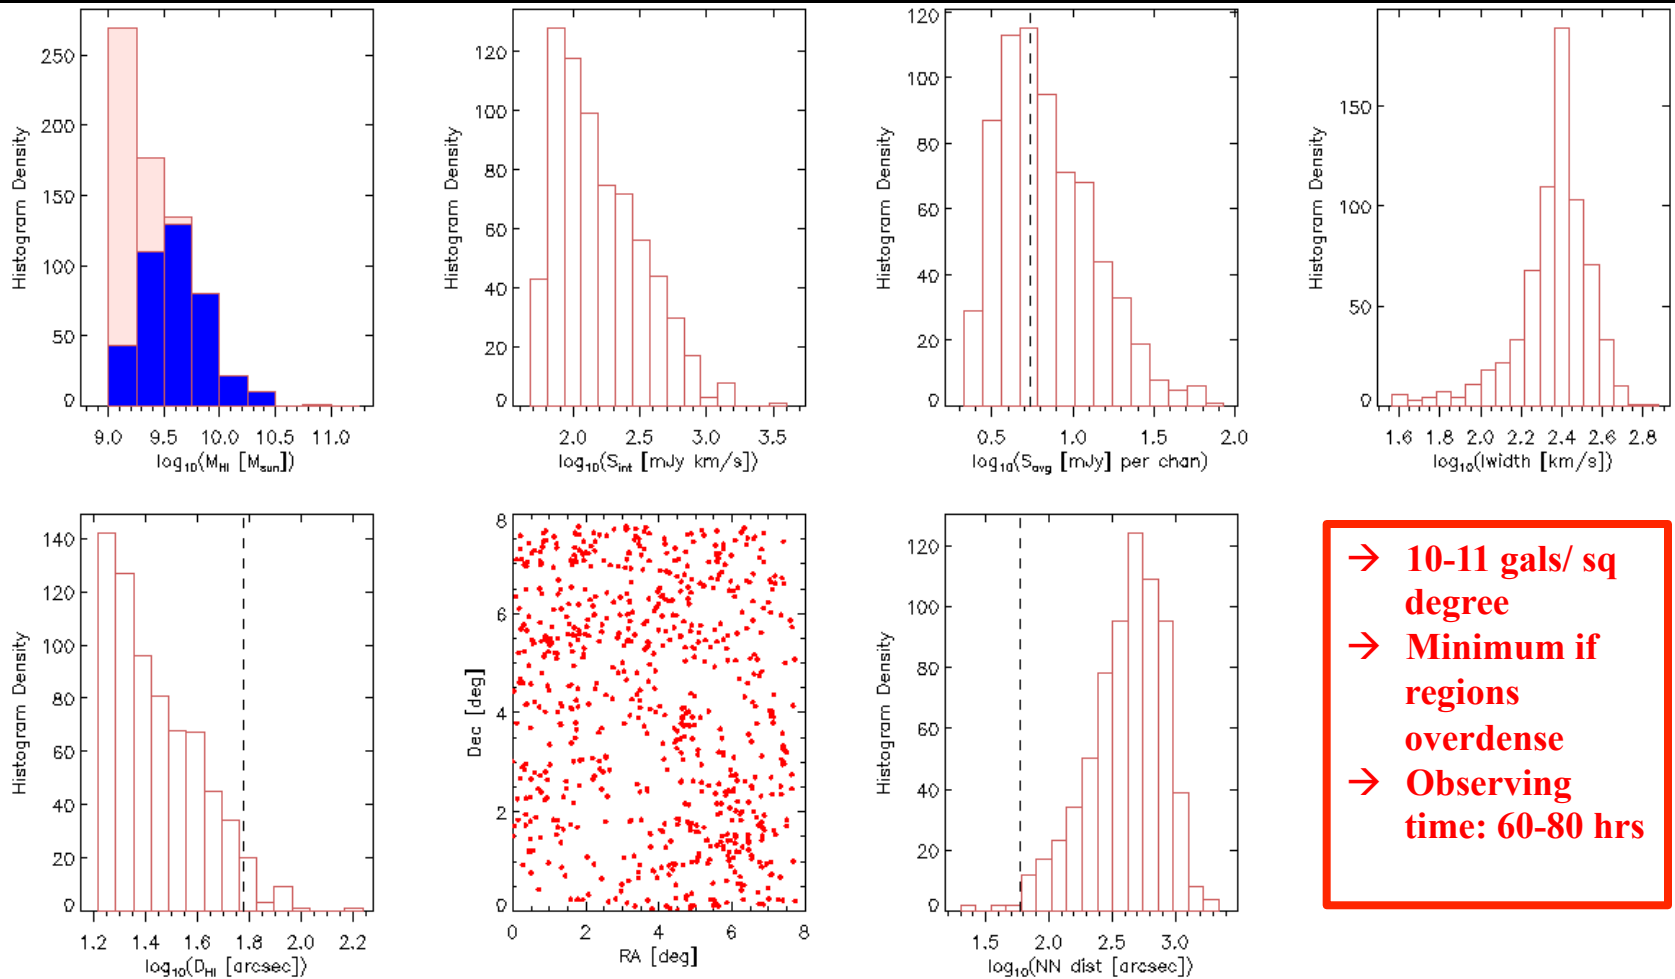 250
200
150
100
50
0
Histogram Density
9.0 9.5 10.0 10.5 11.0
log₁₀(M_HI [M_sun])
120
100
80
60
40
20
0
Histogram Density
2.0 2.5 3.0 3.5
log₁₀(S_int [mJy km/s])
120
100
80
60
40
20
0
Histogram Density
0.5 1.0 1.5 2.0
log₁₀(S_avg [mJy] per chan)
150
100
50
0
Histogram Density
1.6 1.8 2.0 2.2 2.4 2.6 2.8
log₁₀(lwidth [km/s])
140
120
100
80
60
40
20
0
Histogram Density
1.2 1.4 1.6 1.8 2.0 2.2
log₁₀(D_HI [arcsec])
8
6
4
2
0
Dec [deg]
0 2 4 6 8
RA [deg]
120
100
80
60
40
20
0
Histogram Density
1.5 2.0 2.5 3.0
log₁₀(NN dist [arcsec])
→ 10-11 gals/ sq
degree
→ Minimum if
regions
overdense
→ Observing
time: 60-80 hrs